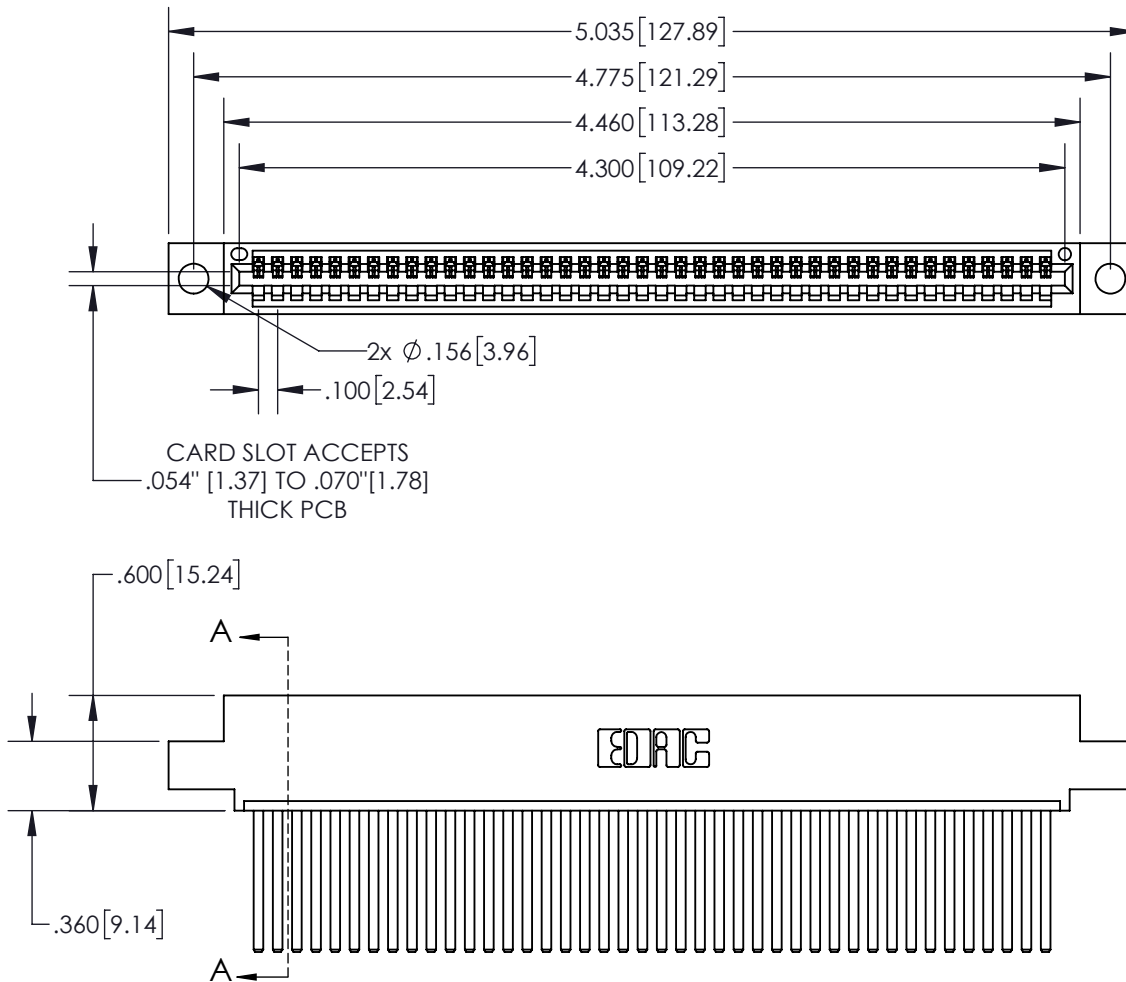 5.035[127.89]
4.775[121.29]
4.460[113.28]
4.300[109.22]
2x Ø.156[3.96]
.100[2.54]
CARD SLOT ACCEPTS
.054" [1.37] TO .070"[1.78]
THICK PCB
.600[15.24]
A
EDAC
.360[9.14]
A